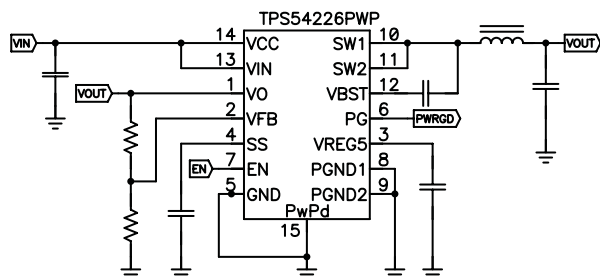 TPS54226PWP
VIN
14 VCC
SW1 10
VOUT
13 VIN
SW2 11
VOUT
1 VO
VBST 12
2 VFB
PG 6
PWRGD
4 SS
VREG5 3
EN
7 EN
PGND1 8
5 GND
PGND2 9
PwPd
15